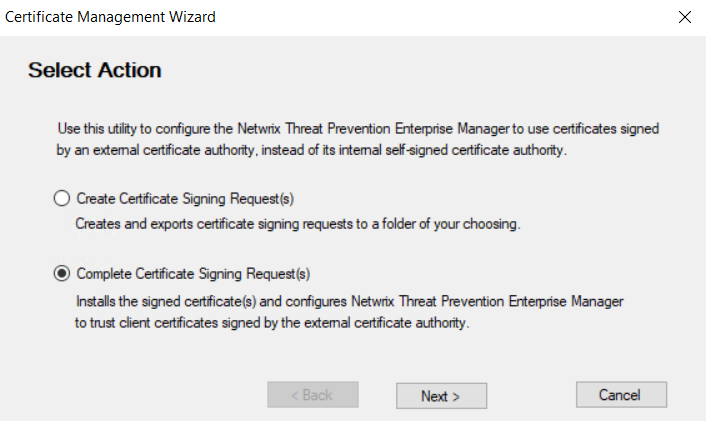 Certificate Management Wizard
Select Action
Use this utility to configure the Netwrix Threat Prevention Enterprise Manager to use certificates signed
by an external certificate authority, instead of its internal self-signed certificate authority.
Create Certificate Signing Request(s)
Creates and exports certificate signing requests to a folder of your choosing.
Complete Certificate Signing Request(s)
Installs the signed certificate(s) and configures Netwrix Threat Prevention Enterprise Manager
to trust client certificates signed by the external certificate authority.
< Back Next > Cancel